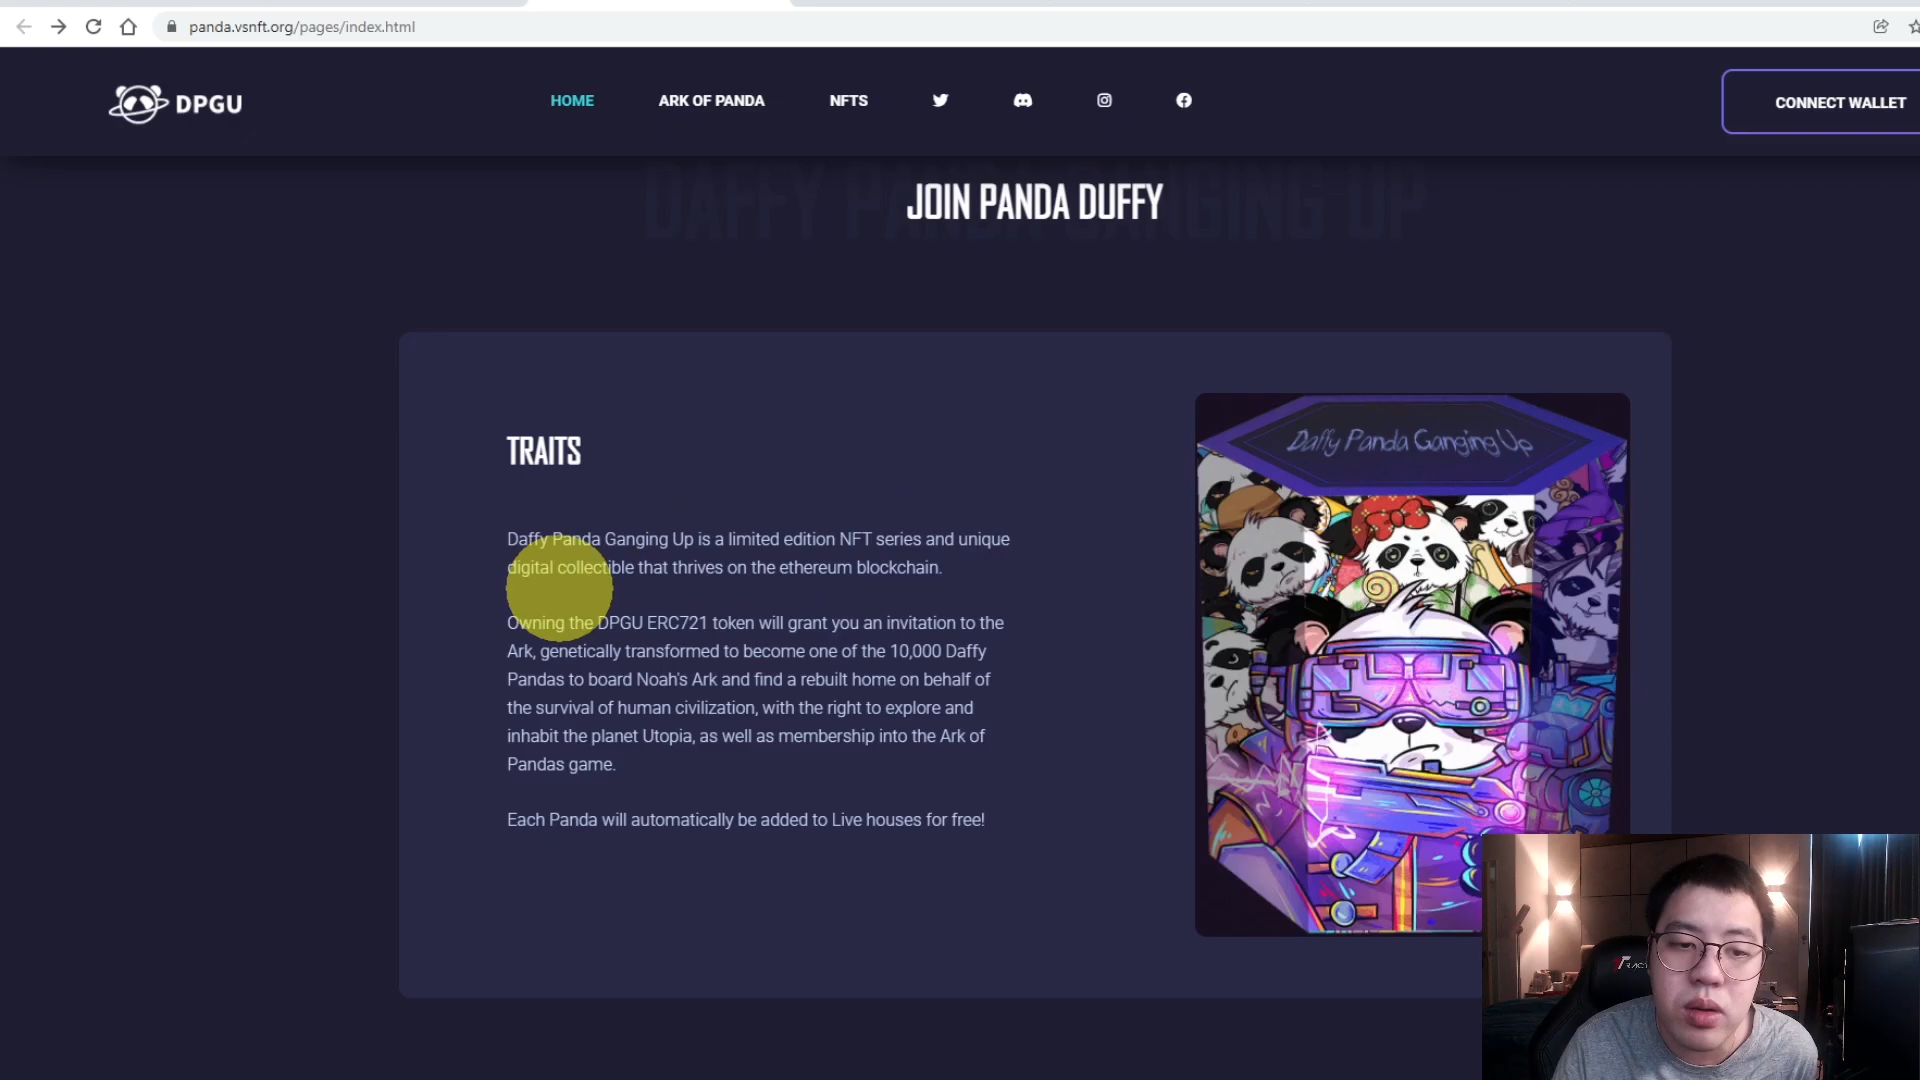 panda.vsnft.org/pages/index.html
DPGU
HOME
ARK OF PANDA
NFTS
CONNECT WALLET
DAFFY PANDA GANGING UP
JOIN PANDA DUFFY
TRAITS
Daffy Panda Ganging Up is a limited edition NFT series and unique
digital collectible that thrives on the ethereum blockchain.
Owning the DPGU ERC721 token will grant you an invitation to the
Ark, genetically transformed to become one of the 10,000 Daffy
Pandas to board Noah's Ark and find a rebuilt home on behalf of
the survival of human civilization, with the right to explore and
inhabit the planet Utopia, as well as membership into the Ark of
Pandas game.
Each Panda will automatically be added to Live houses for free!
Daffy Panda Ganging Up